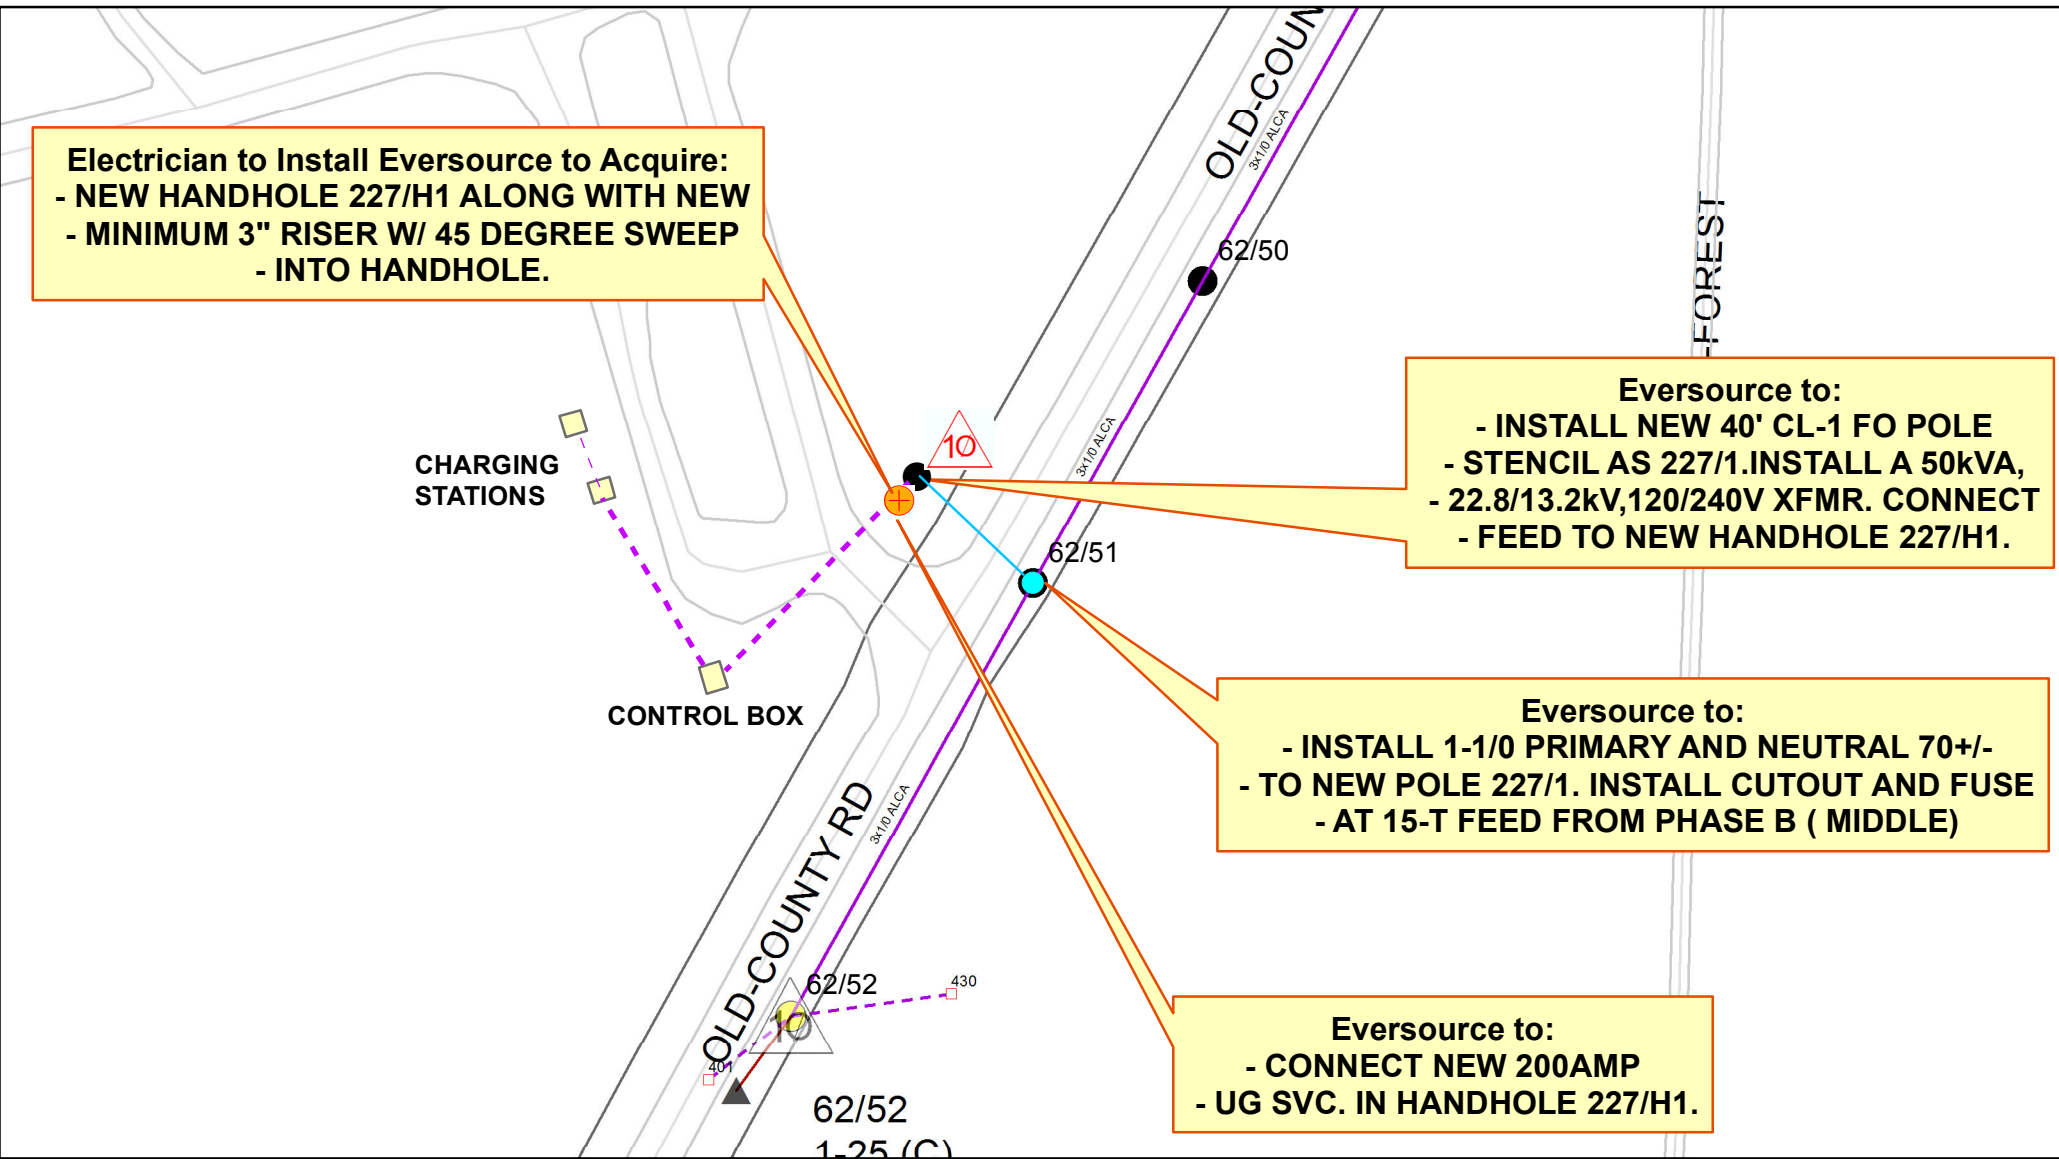 OLD-COUN
3x1/0 ALCA
Electrician to Install Eversource to Acquire:
- NEW HANDHOLE 227/H1 ALONG WITH NEW
- MINIMUM 3" RISER W/ 45 DEGREE SWEEP
- INTO HANDHOLE.
62/50
-FOREST
Eversource to:
- INSTALL NEW 40' CL-1 FO POLE
- STENCIL AS 227/1.INSTALL A 50kVA,
- 22.8/13.2kV,120/240V XFMR. CONNECT
- FEED TO NEW HANDHOLE 227/H1.
10
3x1/0 ALCA
CHARGING
STATIONS
62/51
CONTROL BOX
Eversource to:
- INSTALL 1-1/0 PRIMARY AND NEUTRAL 70+/-
- TO NEW POLE 227/1. INSTALL CUTOUT AND FUSE
- AT 15-T FEED FROM PHASE B ( MIDDLE)
OLD-COUNTY RD
3x1/0 ALCA
62/52
430
401
Eversource to:
- CONNECT NEW 200AMP
- UG SVC. IN HANDHOLE 227/H1.
62/52
1-25 (C)